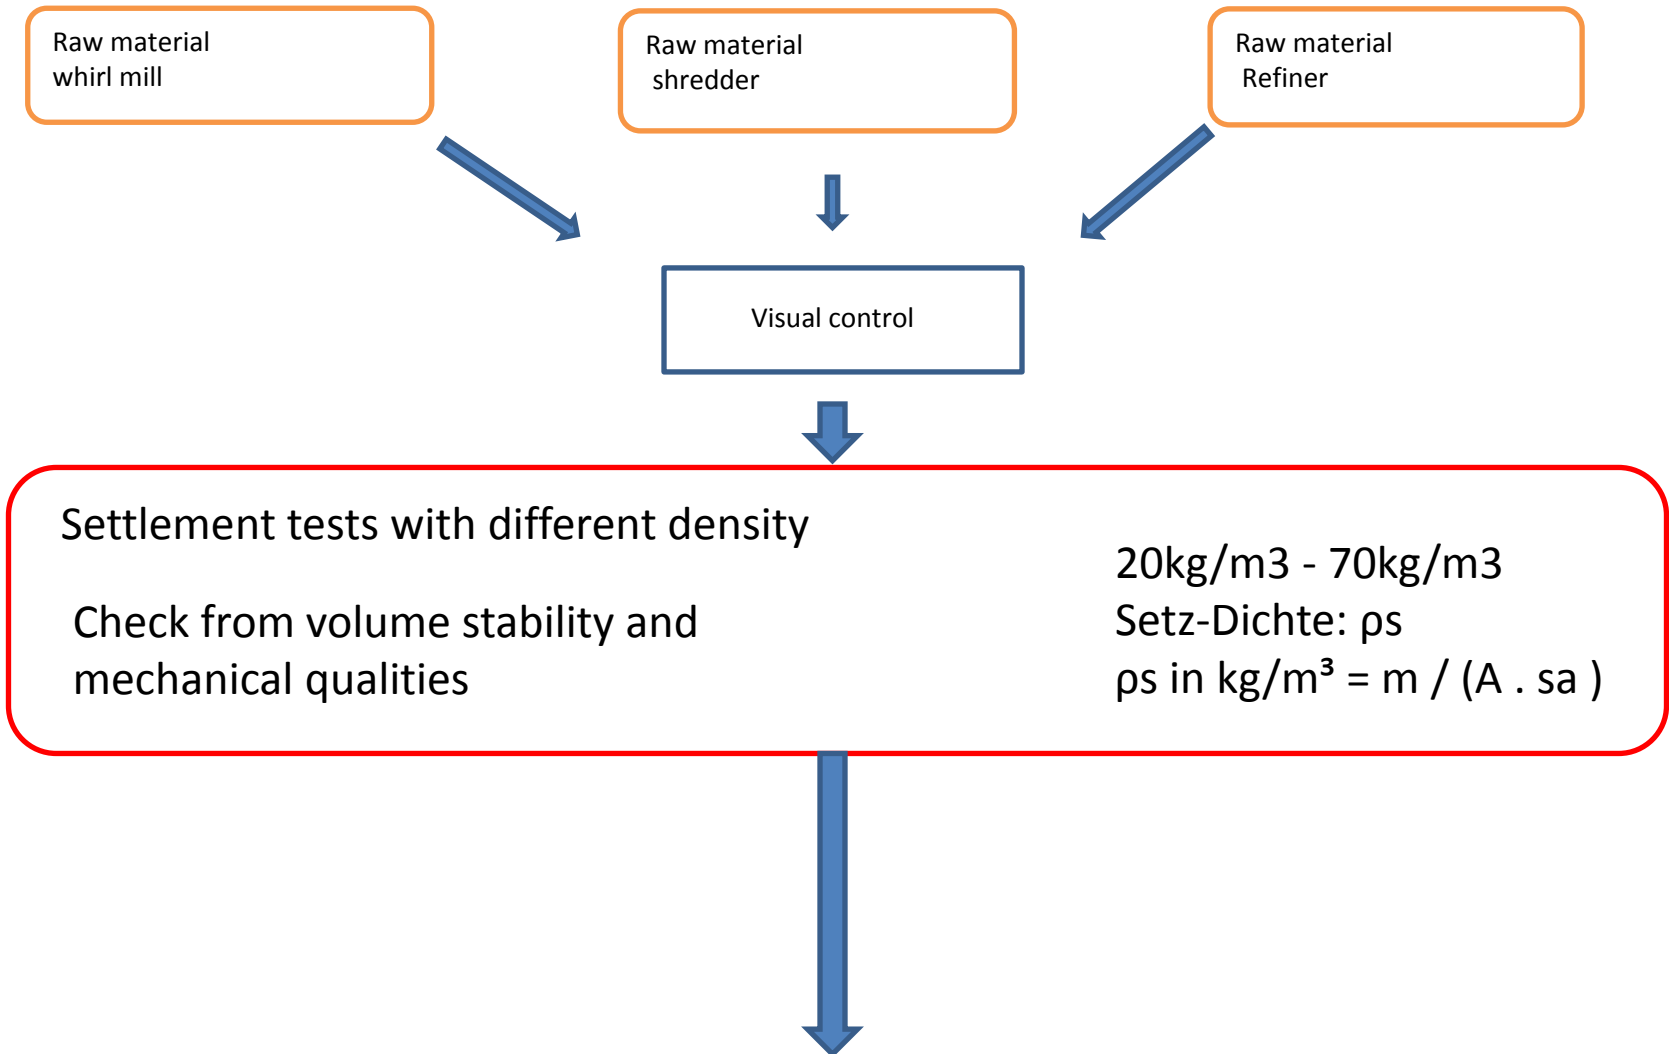 Raw material
whirl mill
Raw material
shredder
Raw material
Refiner
Visual control
Settlement tests with different density
Check from volume stability and
mechanical qualities
20kg/m3 - 70kg/m3
Setz-Dichte: ρs
ρs in kg/m³ = m / (A . sa )